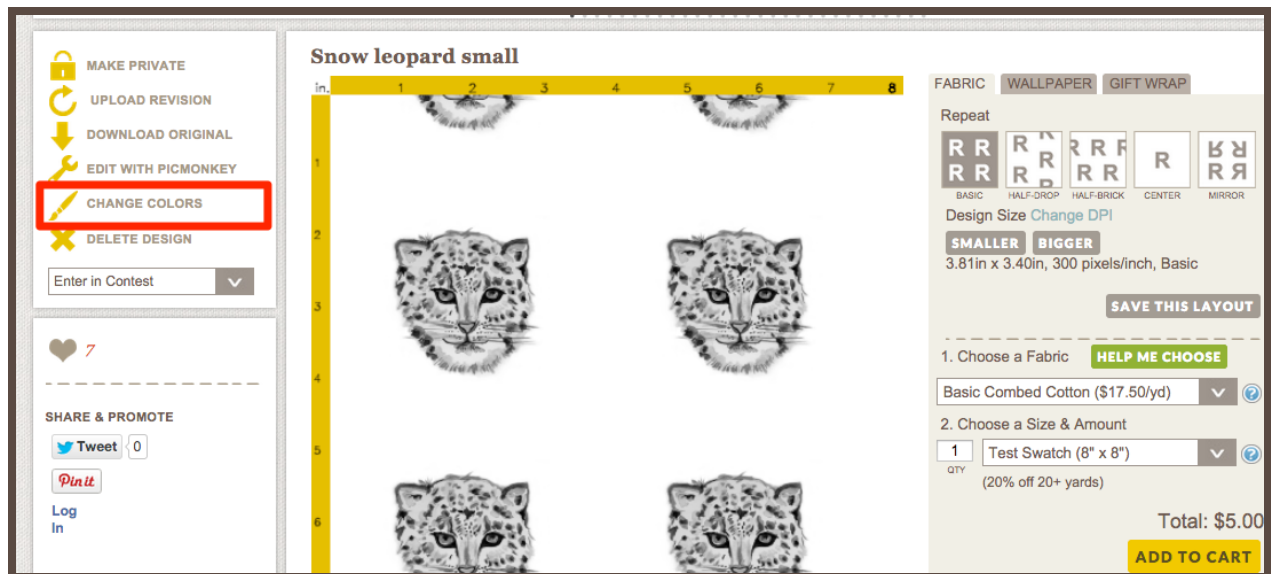 MAKE PRIVATE
UPLOAD REVISION
DOWNLOAD ORIGINAL
EDIT WITH PICMONKEY
CHANGE COLORS
DELETE DESIGN
Enter in Contest
7
SHARE & PROMOTE
Tweet 0
Pin it
Log
In
Snow leopard small
in. 1 2 3 4 5 6 7 8
1
2
3
4
5
6
FABRIC WALLPAPER GIFT WRAP
Repeat
R R R R R R R R R R R R R R R R R R
BASIC HALF-DROP HALF-BRICK CENTER MIRROR
Design Size Change DPI
SMALLER BIGGER
3.81in x 3.40in, 300 pixels/inch, Basic
SAVE THIS LAYOUT
1. Choose a Fabric HELP ME CHOOSE
Basic Combed Cotton ($17.50/yd) ?
2. Choose a Size & Amount
1 Test Swatch (8" x 8") ?
QTY
(20% off 20+ yards)
Total: $5.00
ADD TO CART